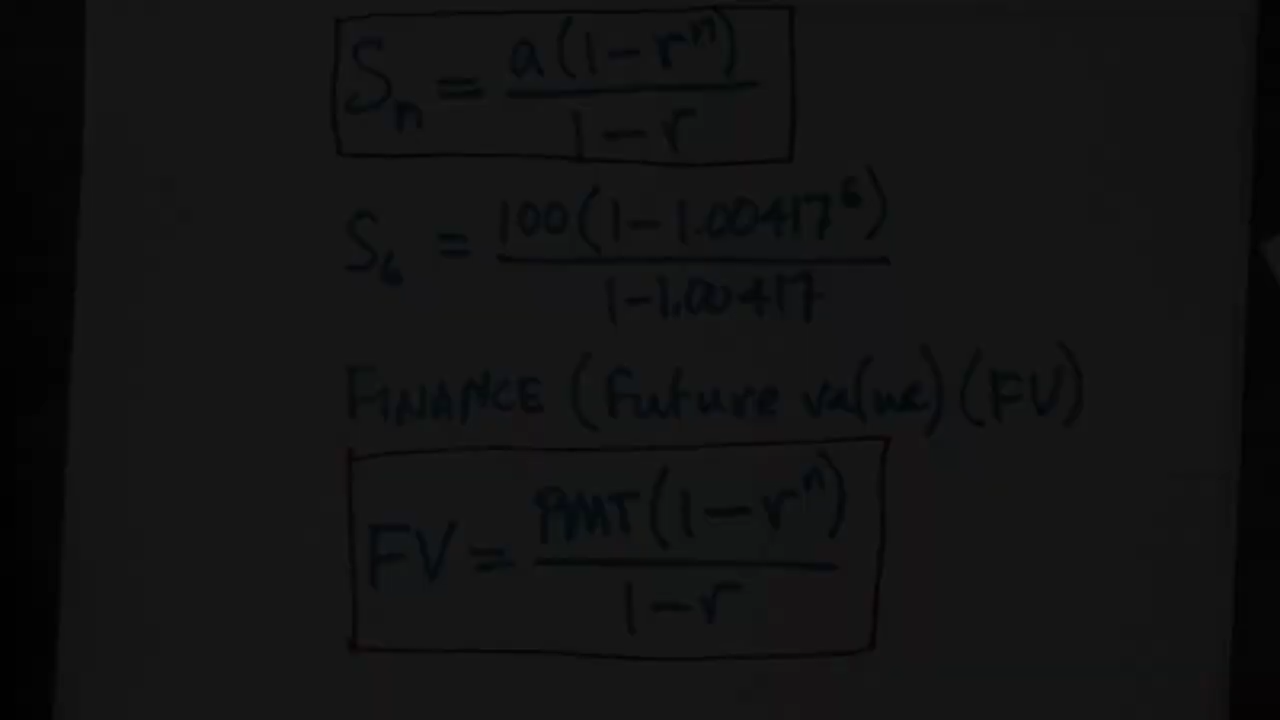 Sn = a(1-r^n) / 1-r
S6 = 100(1-1.00417^6) / 1-1.00417
FINANCE (Future value) (FV)
FV = PMT(1-r^n) / 1-r